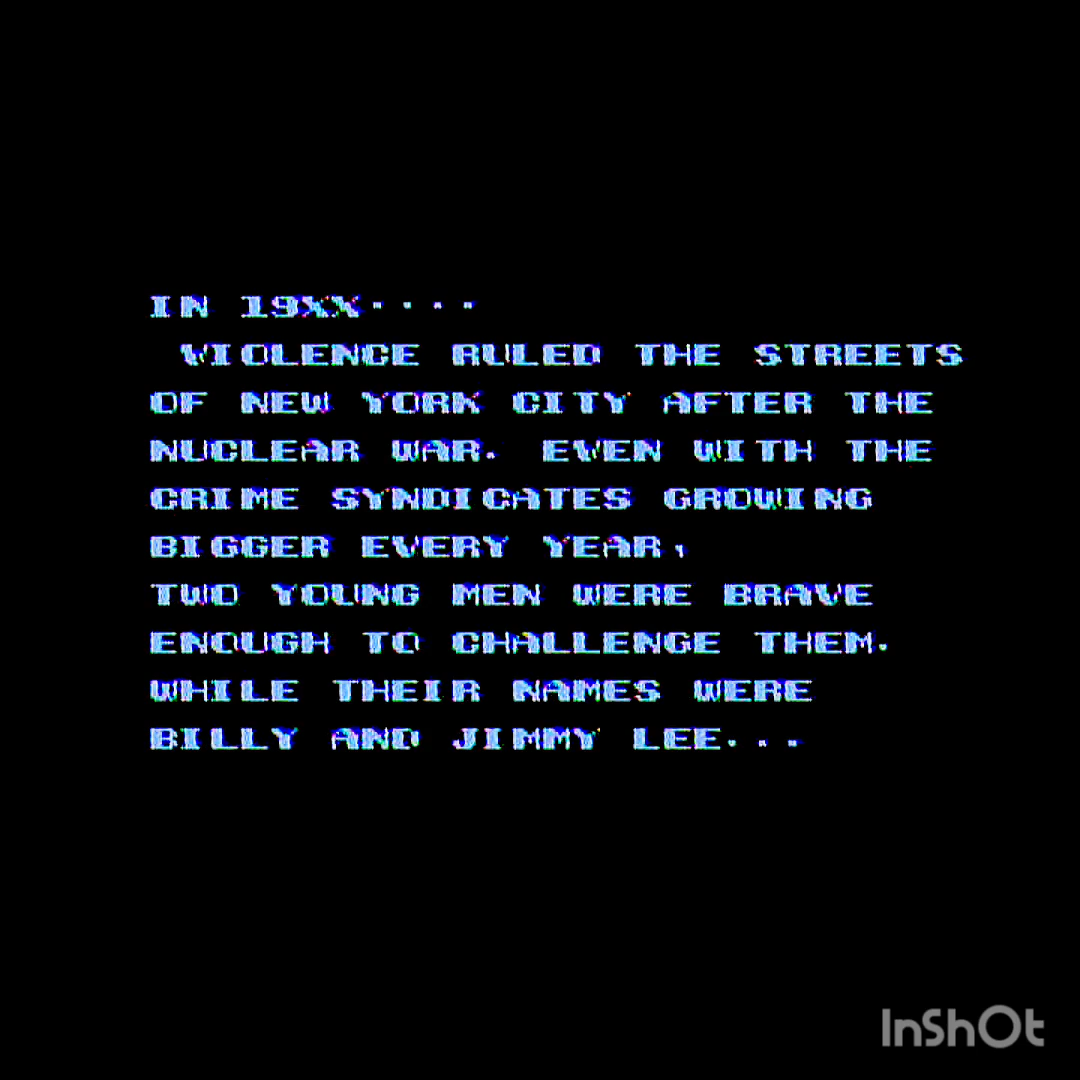 IN 19XX····
VIOLENCE RULED THE STREETS
OF NEW YORK CITY AFTER THE
NUCLEAR WAR. EVEN WITH THE
CRIME SYNDICATES GROWING
BIGGER EVERY YEAR,
TWO YOUNG MEN WERE BRAVE
ENOUGH TO CHALLENGE THEM.
WHILE THEIR NAMES WERE
BILLY AND JIMMY LEE...
InShOt